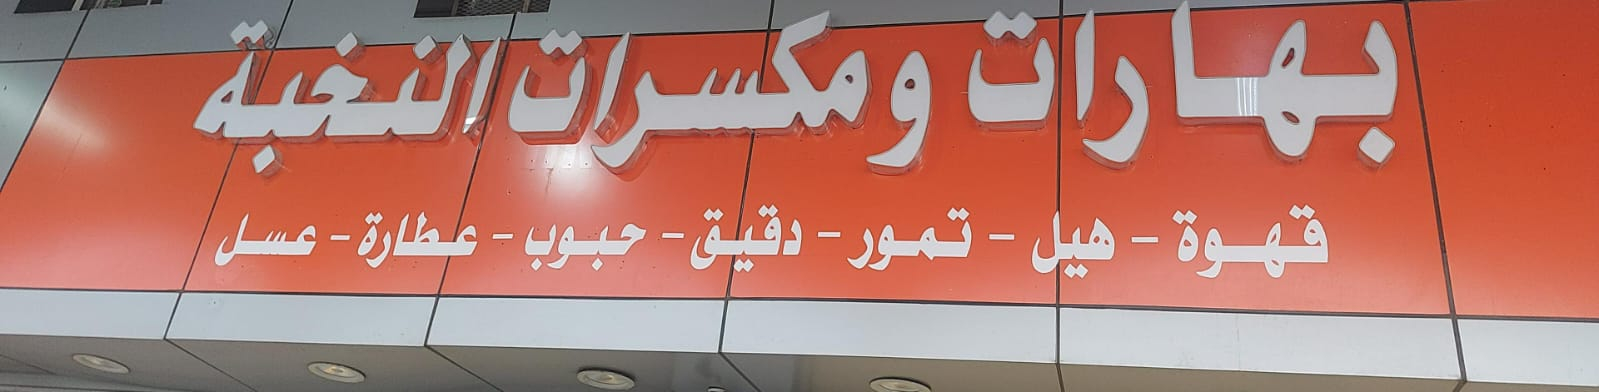 بهارات ومكسرات النخبة
قهوة - هيل - تمور - دقيق - حبوب - عطارة - عسل